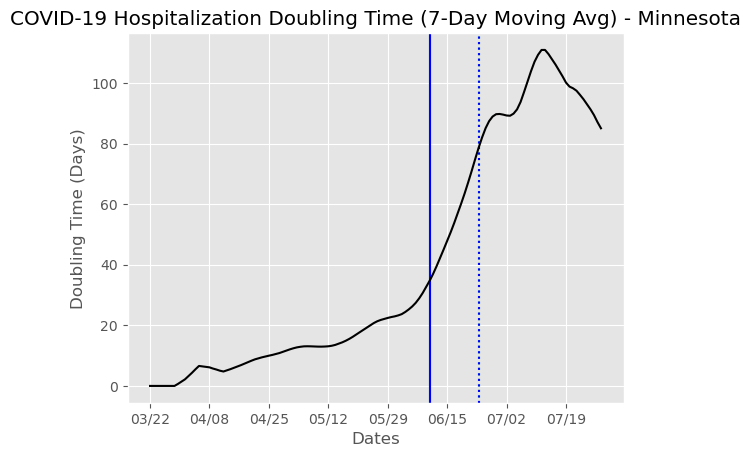 COVID-19 Hospitalization Doubling Time (7-Day Moving Avg) - Minnesota
Doubling Time (Days)
100
80
60
40
20
0
03/22 04/08 04/25 05/12 05/29 06/15 07/02 07/19
Dates